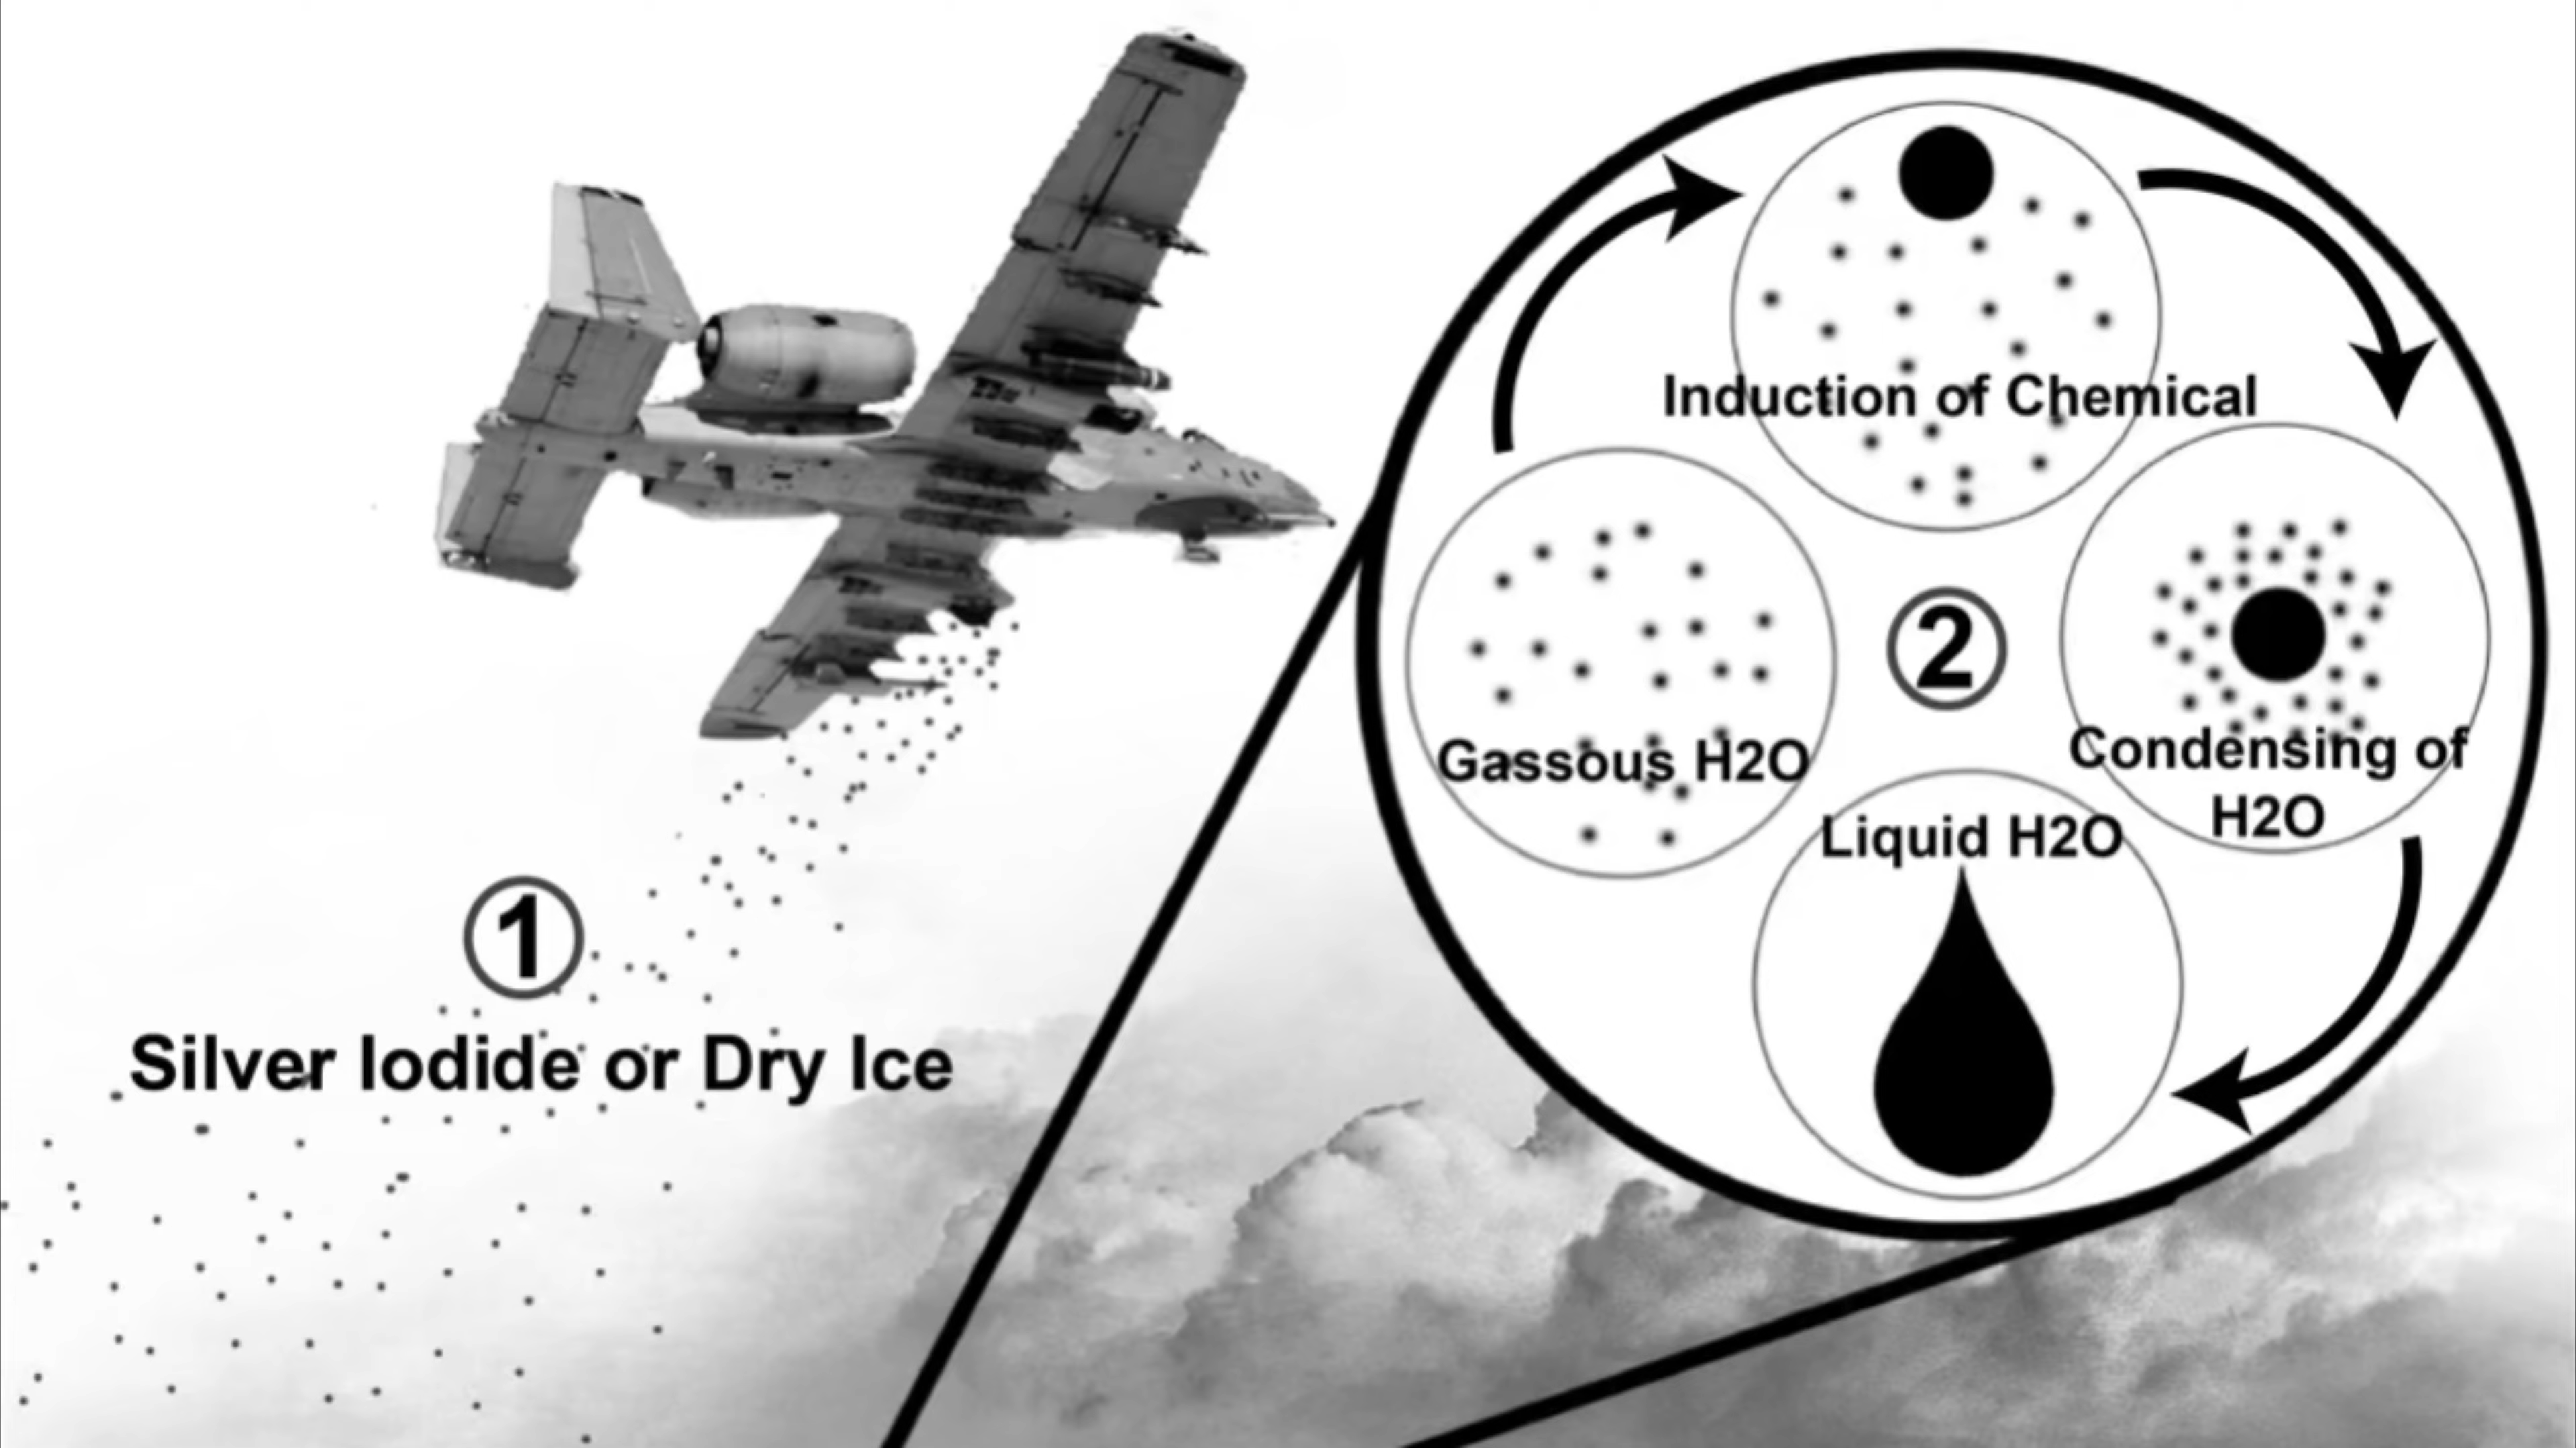 1
Silver Iodide or Dry Ice
2
Gassous H2O
Induction of Chemical
Condensing of
H2O
Liquid H2O